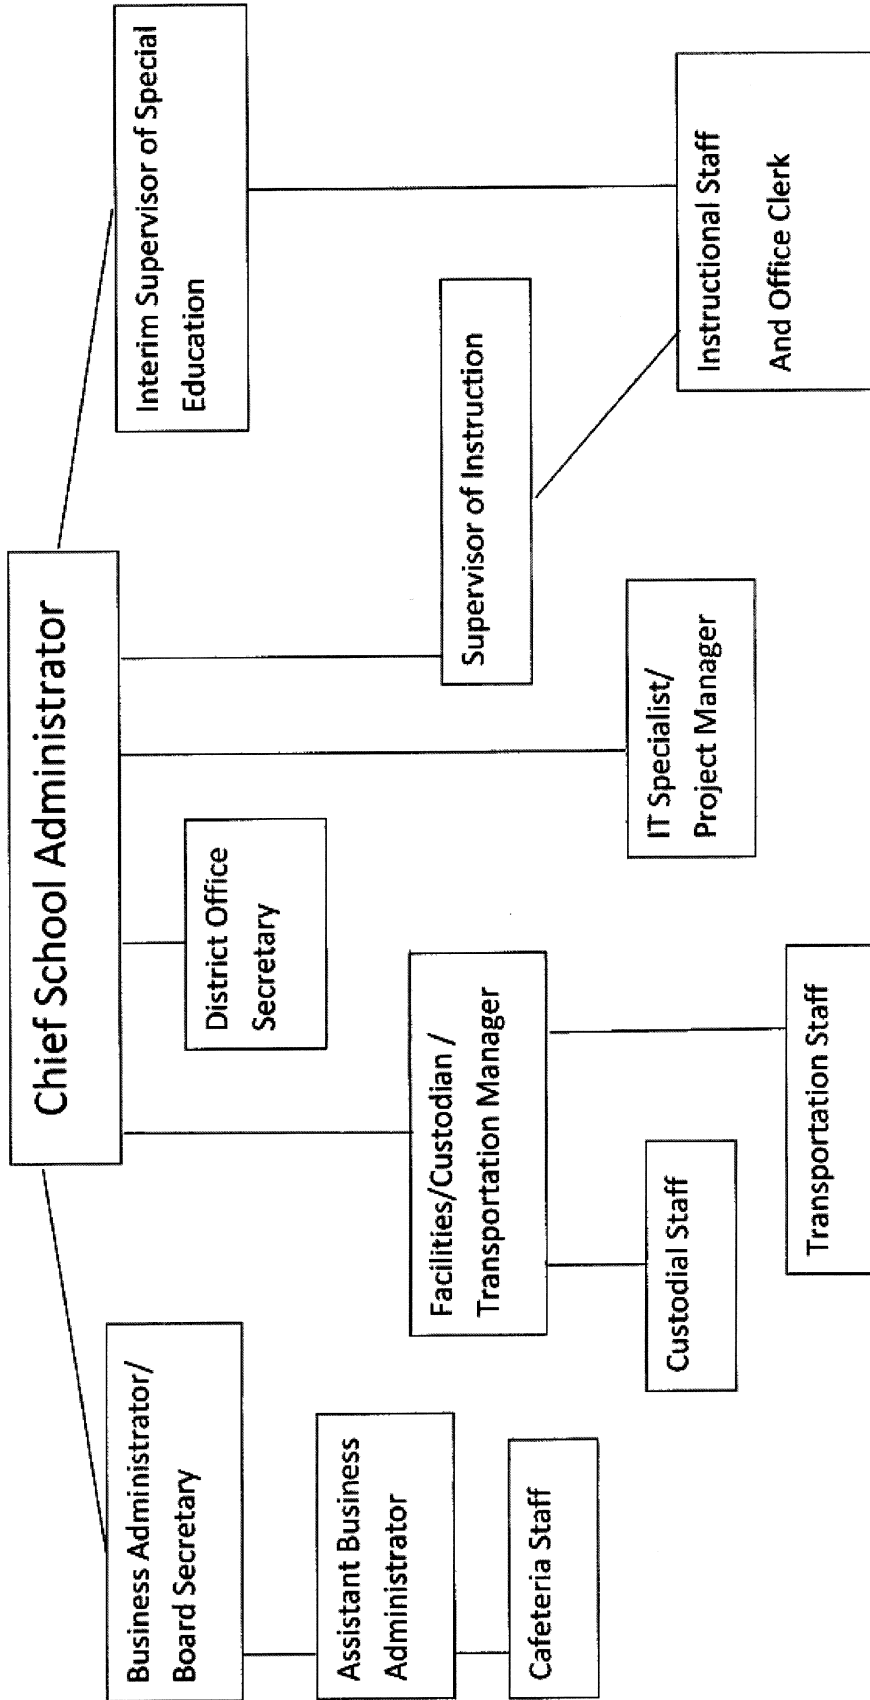 Chief School Administrator
Business Administrator/
Board Secretary
Interim Supervisor of Special
Education
District Office
Secretary
Assistant Business
Administrator
Facilities/Custodian /
Transportation Manager
Supervisor of Instruction
Cafeteria Staff
Custodial Staff
IT Specialist/
Project Manager
Instructional Staff
And Office Clerk
Transportation Staff